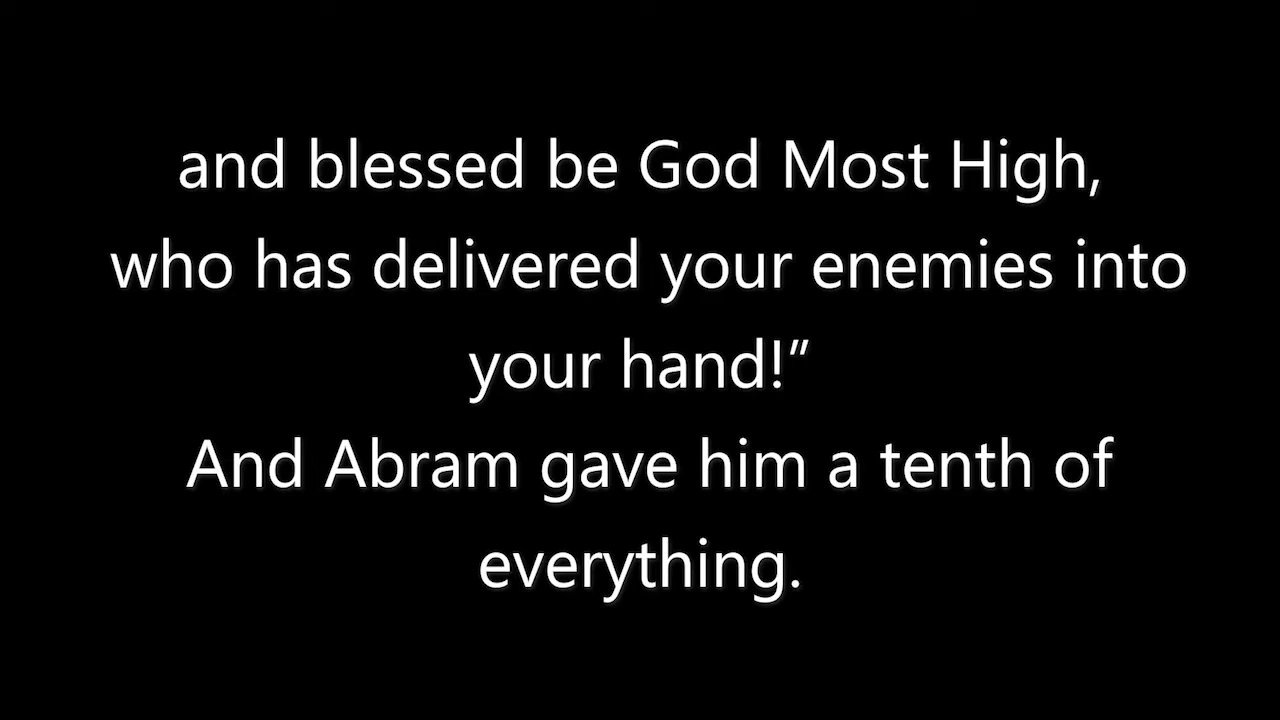 and blessed be God Most High,
who has delivered your enemies into
your hand!”
And Abram gave him a tenth of
everything.